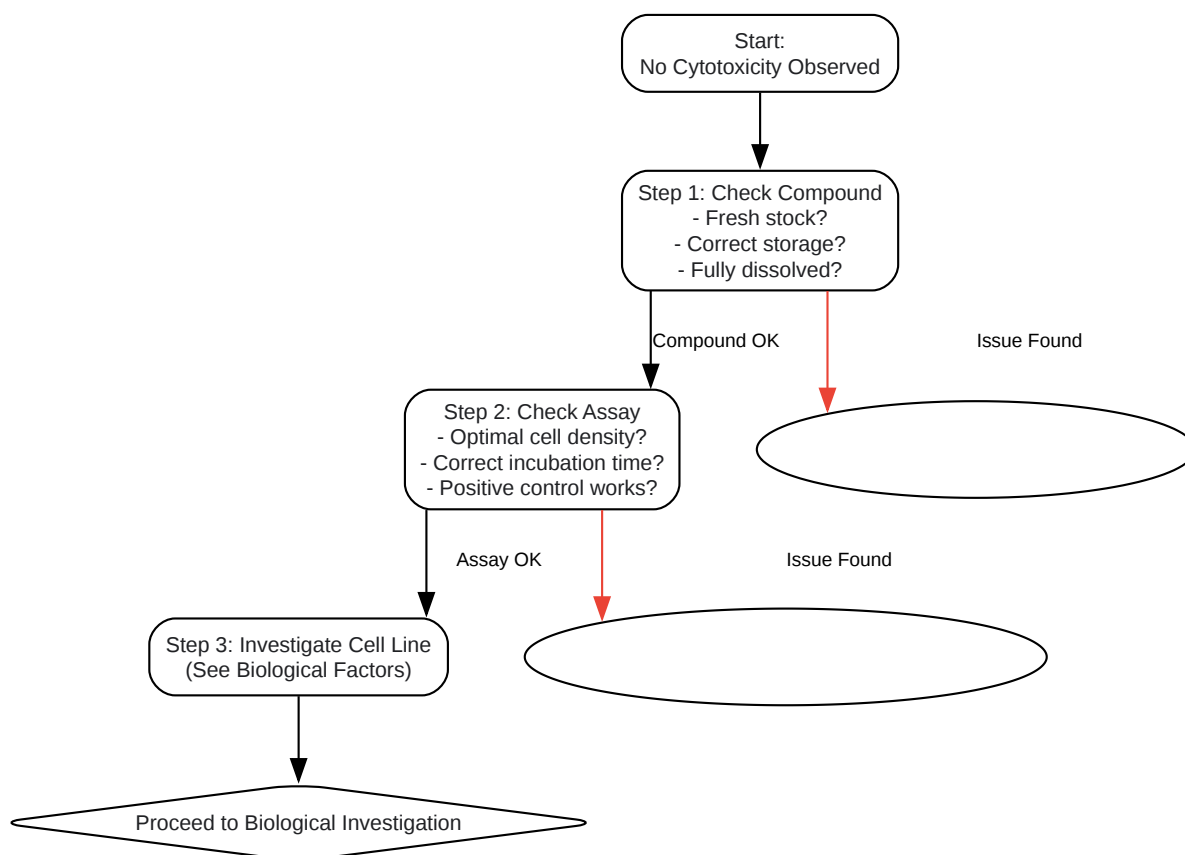 Start:
No Cytotoxicity Observed
Step 1: Check Compound
- Fresh stock?
- Correct storage?
- Fully dissolved?
Compound OK
Issue Found
Step 2: Check Assay
- Optimal cell density?
- Correct incubation time?
- Positive control works?
Assay OK
Issue Found
Step 3: Investigate Cell Line
(See Biological Factors)
Proceed to Biological Investigation